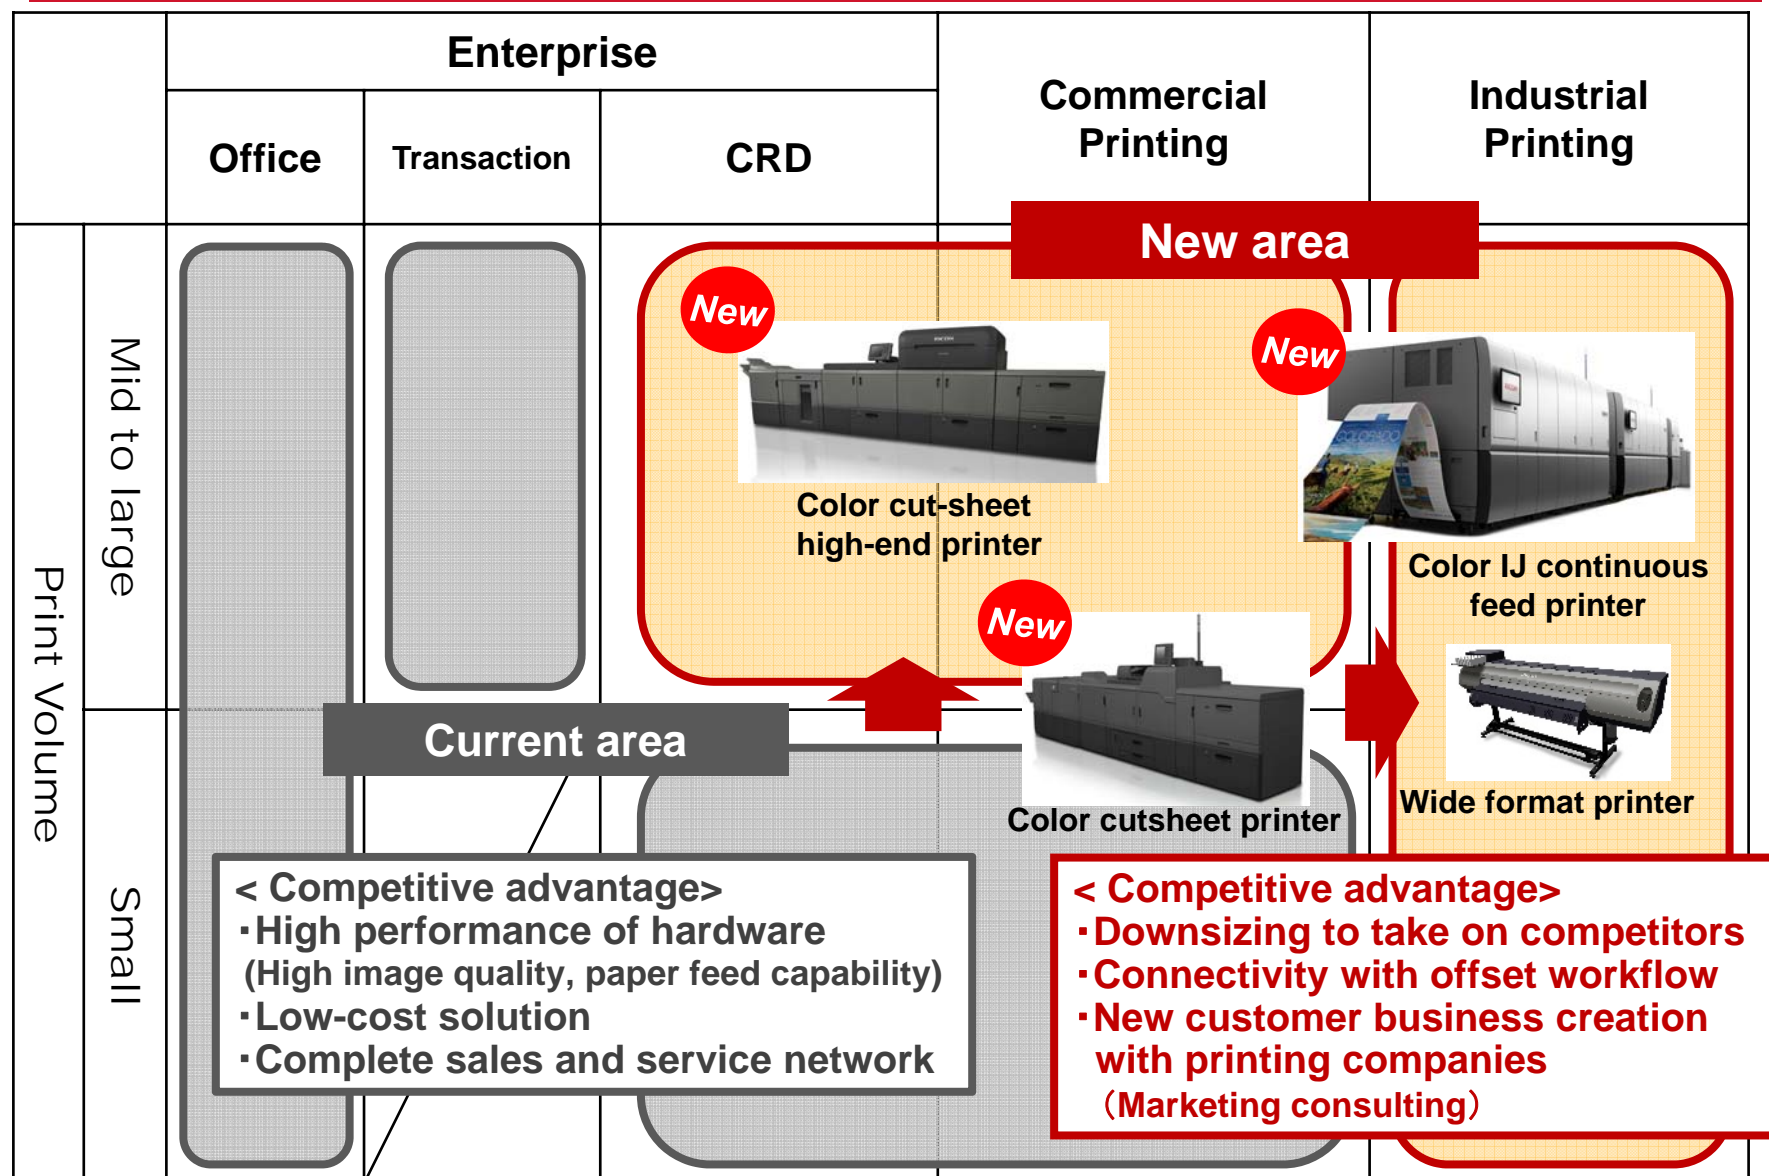 Enterprise
Commercial
Printing
Industrial
Printing
Office
Transaction
CRD
New area
Mid to large
New
New
RICOH
COLORADO
Color cut-sheet
high-end printer
Color IJ continuous
feed printer
New
Print Volume
Current area
Color cutsheet printer
Wide format printer
Small
< Competitive advantage>
・High performance of hardware
(High image quality, paper feed capability)
・Low-cost solution
・Complete sales and service network
< Competitive advantage>
・Downsizing to take on competitors
・Connectivity with offset workflow
・New customer business creation
with printing companies
（Marketing consulting）